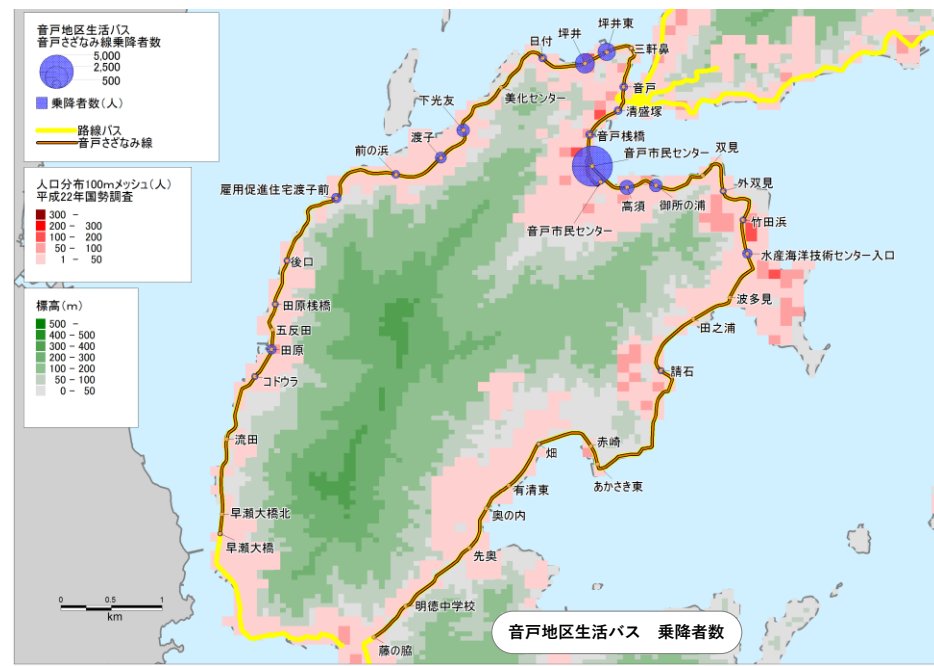 音戸地区生活バス
音戸さざなみ線乗降者数
5,000
2,500
500
乗降者数(人)
路線バス
音戸さざなみ線
人口分布100mメッシュ(人)
平成22年国勢調査
300 -
200 - 300
100 - 200
50 - 100
1 - 50
標高(m)
500 -
400 - 500
300 - 400
200 - 300
100 - 200
50 - 100
0 - 50
坪井東
坪井
日付
三軒鼻
美化センター
音戸
下光友
清盛塚
渡子
音戸桟橋
前の浜
音戸市民センター
双見
雇用促進住宅渡子前
外双見
高須
御所の浦
竹田浜
音戸市民センター
水産海洋技術センター入口
後口
波多見
田原桟橋
田之浦
五反田
田原
請石
コドウラ
流田
赤崎
畑
あかさき東
有清東
早瀬大橋北
奥の内
早瀬大橋
先奥
明徳中学校
藤の脇
0 0.5 1
km
音戸地区生活バス 乗降者数